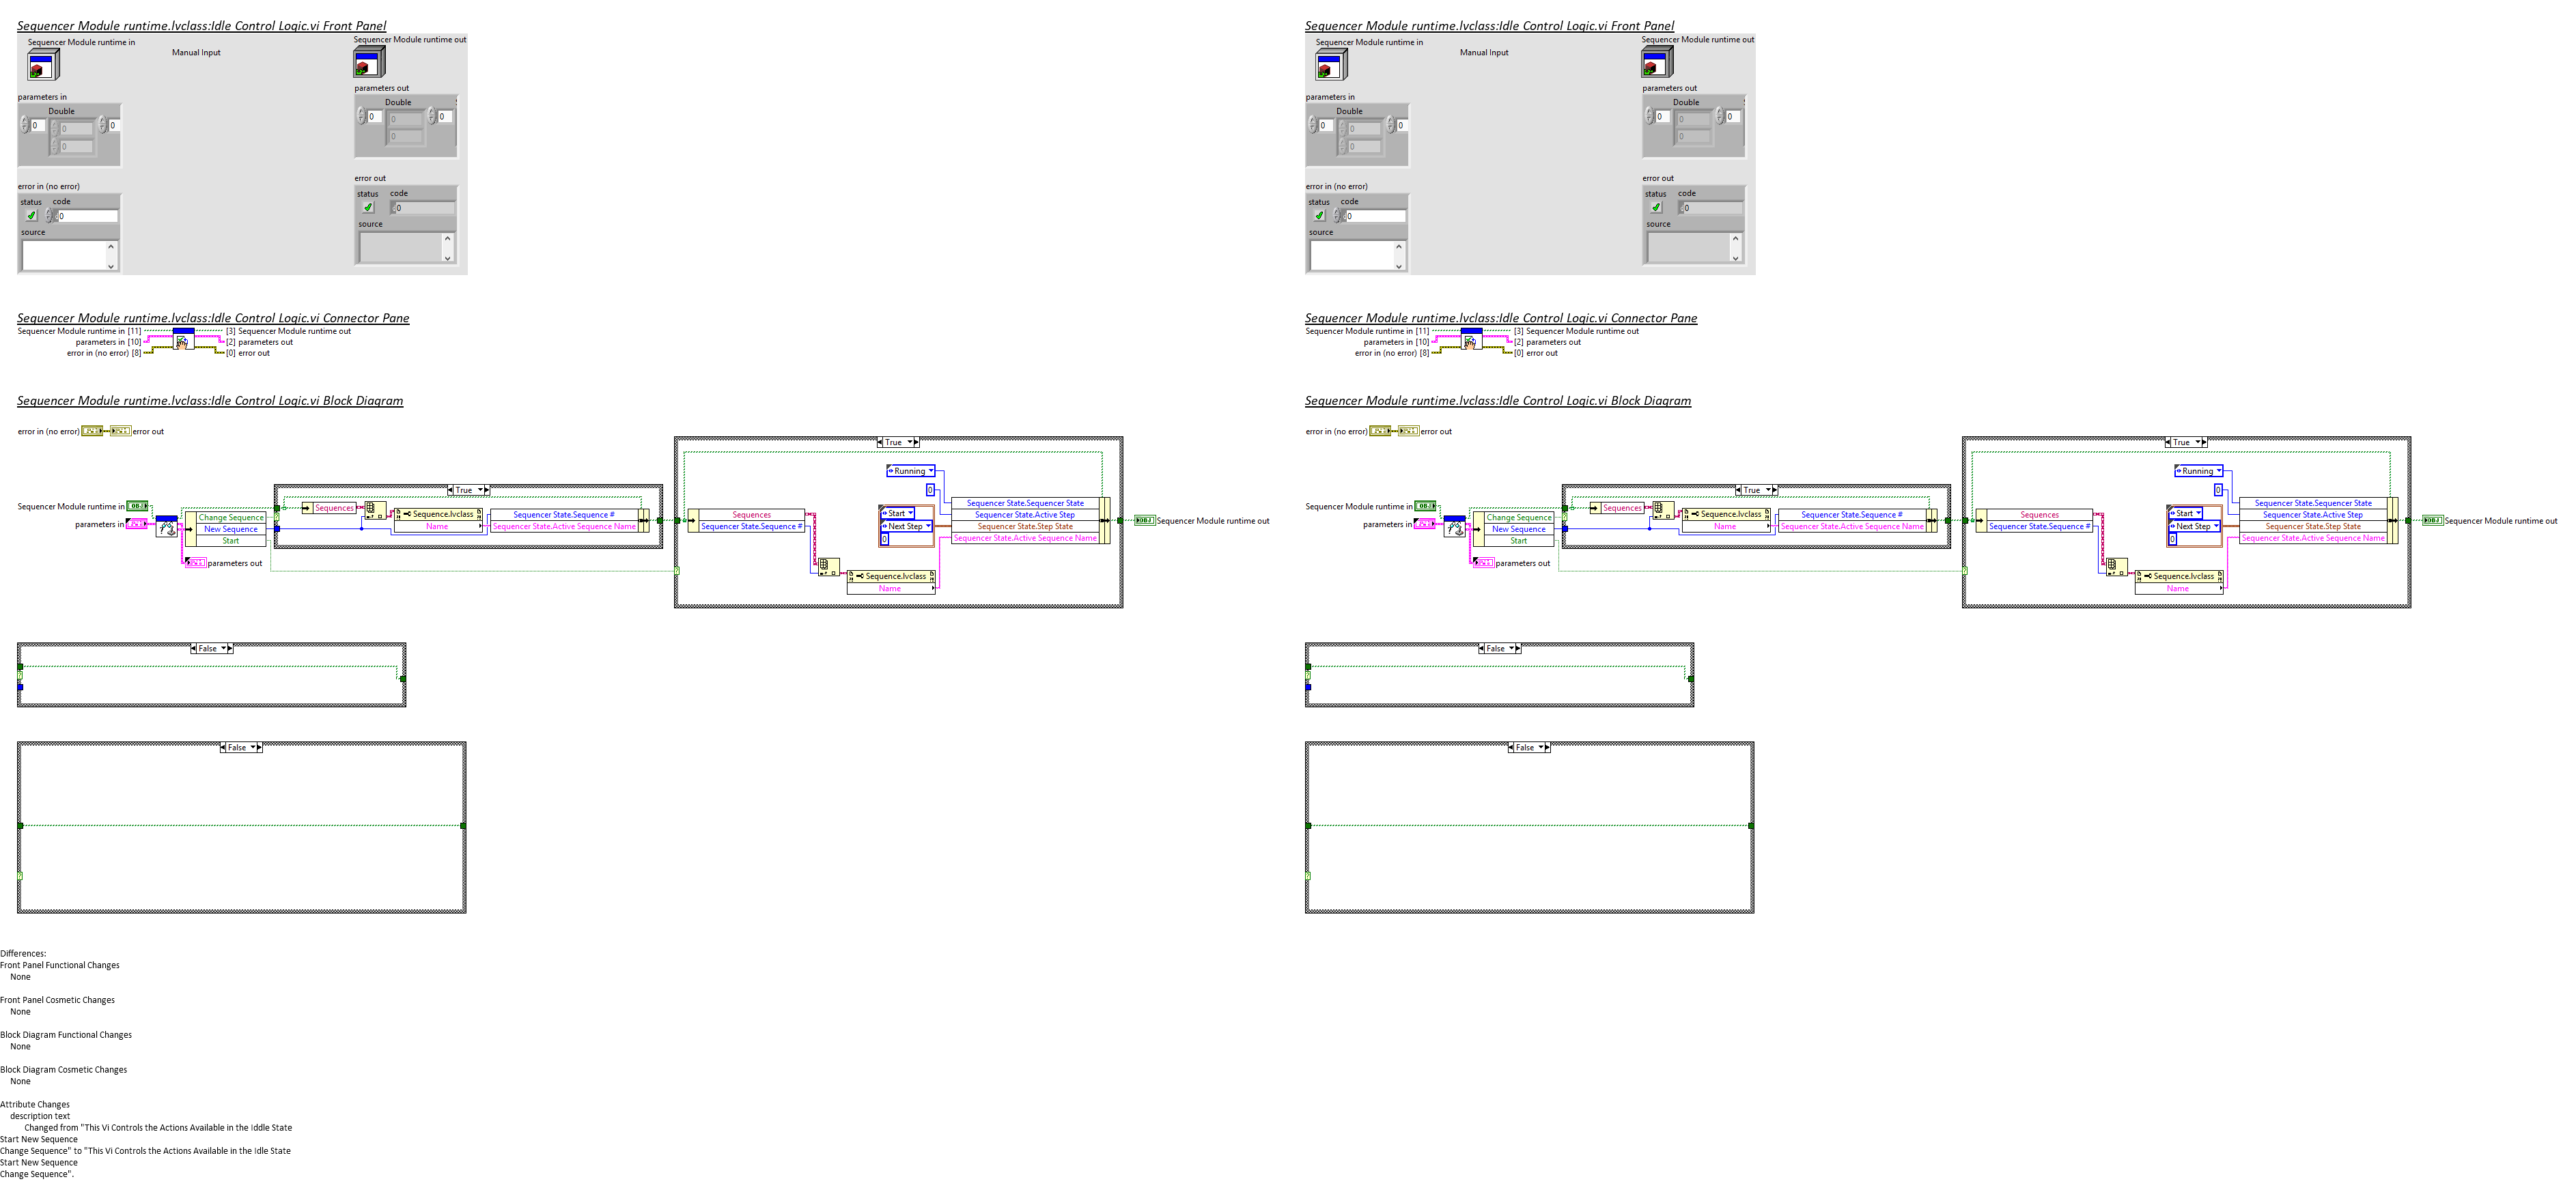 Sequencer Module runtime.lvclass:Idle Control Logic.vi Front Panel
Sequencer Module runtime in
Manual Input
Sequencer Module runtime out
parameters in
Double
0
0
0
0
parameters out
Double
0
0
0
0
error in (no error)
status
code
0
source
error out
status
code
0
source
Sequencer Module runtime.lvclass:Idle Control Logic.vi Connector Pane
Sequencer Module runtime in [11]
[3] Sequencer Module runtime out
parameters in [10]
[2] parameters out
error in (no error) [8]
[0] error out
Sequencer Module runtime.lvclass:Idle Control Logic.vi Block Diagram
error in (no error)
error out
Sequencer Module runtime in
OBJ
parameters in
Change Sequence
New Sequence
Start
parameters out
True
Sequences
Sequence.lvclass
Name
Sequencer State.Sequence #
Sequencer State.Active Sequence Name
True
Running
0
Start
Next Step
0
Sequences
Sequencer State.Sequence #
Sequence.lvclass
Name
Sequencer State.Sequencer State
Sequencer State.Active Step
Sequencer State.Step State
Sequencer State.Active Sequence Name
OBJ
Sequencer Module runtime out
False
False
Sequencer Module runtime.lvclass:Idle Control Logic.vi Front Panel
Sequencer Module runtime in
Manual Input
Sequencer Module runtime out
parameters in
Double
0
0
0
0
parameters out
Double
0
0
0
0
error in (no error)
status
code
0
source
error out
status
code
0
source
Sequencer Module runtime.lvclass:Idle Control Logic.vi Connector Pane
Sequencer Module runtime in [11]
[3] Sequencer Module runtime out
parameters in [10]
[2] parameters out
error in (no error) [8]
[0] error out
Sequencer Module runtime.lvclass:Idle Control Logic.vi Block Diagram
error in (no error)
error out
Sequencer Module runtime in
OBJ
parameters in
Change Sequence
New Sequence
Start
parameters out
True
Sequences
Sequence.lvclass
Name
Sequencer State.Sequence #
Sequencer State.Active Sequence Name
True
Running
0
Start
Next Step
0
Sequences
Sequencer State.Sequence #
Sequence.lvclass
Name
Sequencer State.Sequencer State
Sequencer State.Active Step
Sequencer State.Step State
Sequencer State.Active Sequence Name
OBJ
Sequencer Module runtime out
False
False
Differences:
Front Panel Functional Changes
None
Front Panel Cosmetic Changes
None
Block Diagram Functional Changes
None
Block Diagram Cosmetic Changes
None
Attribute Changes
description text
Changed from "This Vi Controls the Actions Available in the Iddle State
Start New Sequence
Change Sequence" to "This Vi Controls the Actions Available in the Idle State
Start New Sequence
Change Sequence".